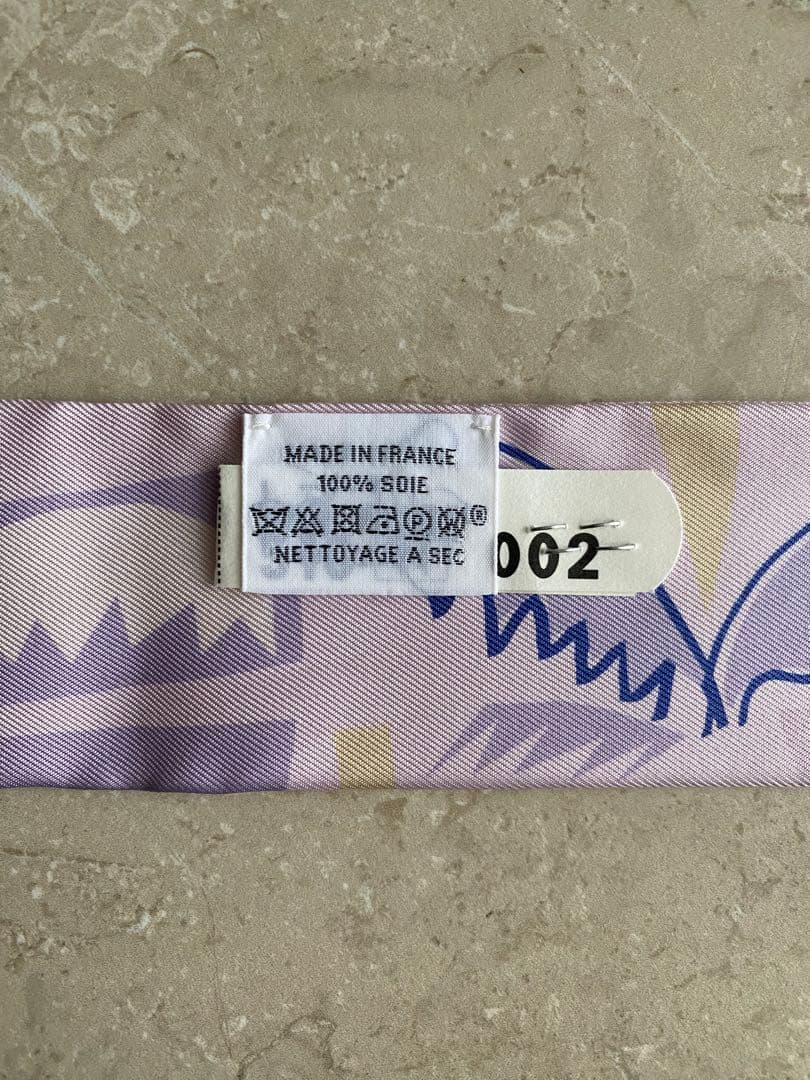 MADE IN FRANCE
100% SOIE
®
NETTOYAGE A SEC
002